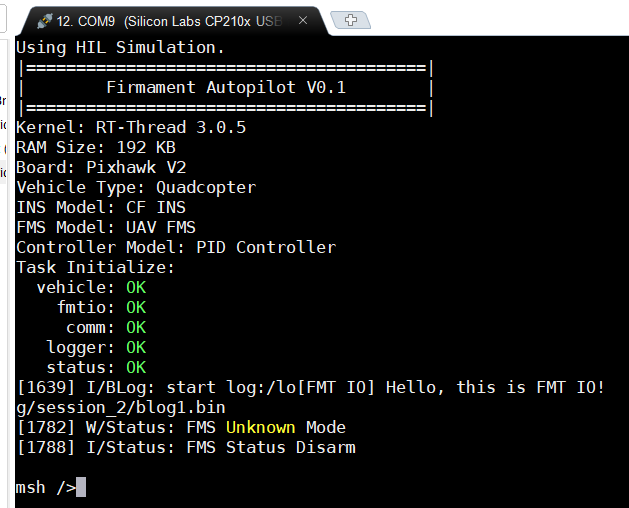 12. COM9 (Silicon Labs CP210x USB
Using HIL Simulation.
|========================================|
|        Firmament Autopilot V0.1        |
|========================================|
Kernel: RT-Thread 3.0.5
RAM Size: 192 KB
Board: Pixhawk V2
Vehicle Type: Quadcopter
INS Model: CF INS
FMS Model: UAV FMS
Controller Model: PID Controller
Task Initialize:
  vehicle: OK
    fmtio: OK
     comm: OK
   logger: OK
   status: OK
[1639] I/BLog: start log:/lo[FMT IO] Hello, this is FMT IO!
g/session_2/blog1.bin
[1782] W/Status: FMS Unknown Mode
[1788] I/Status: FMS Status Disarm
msh />